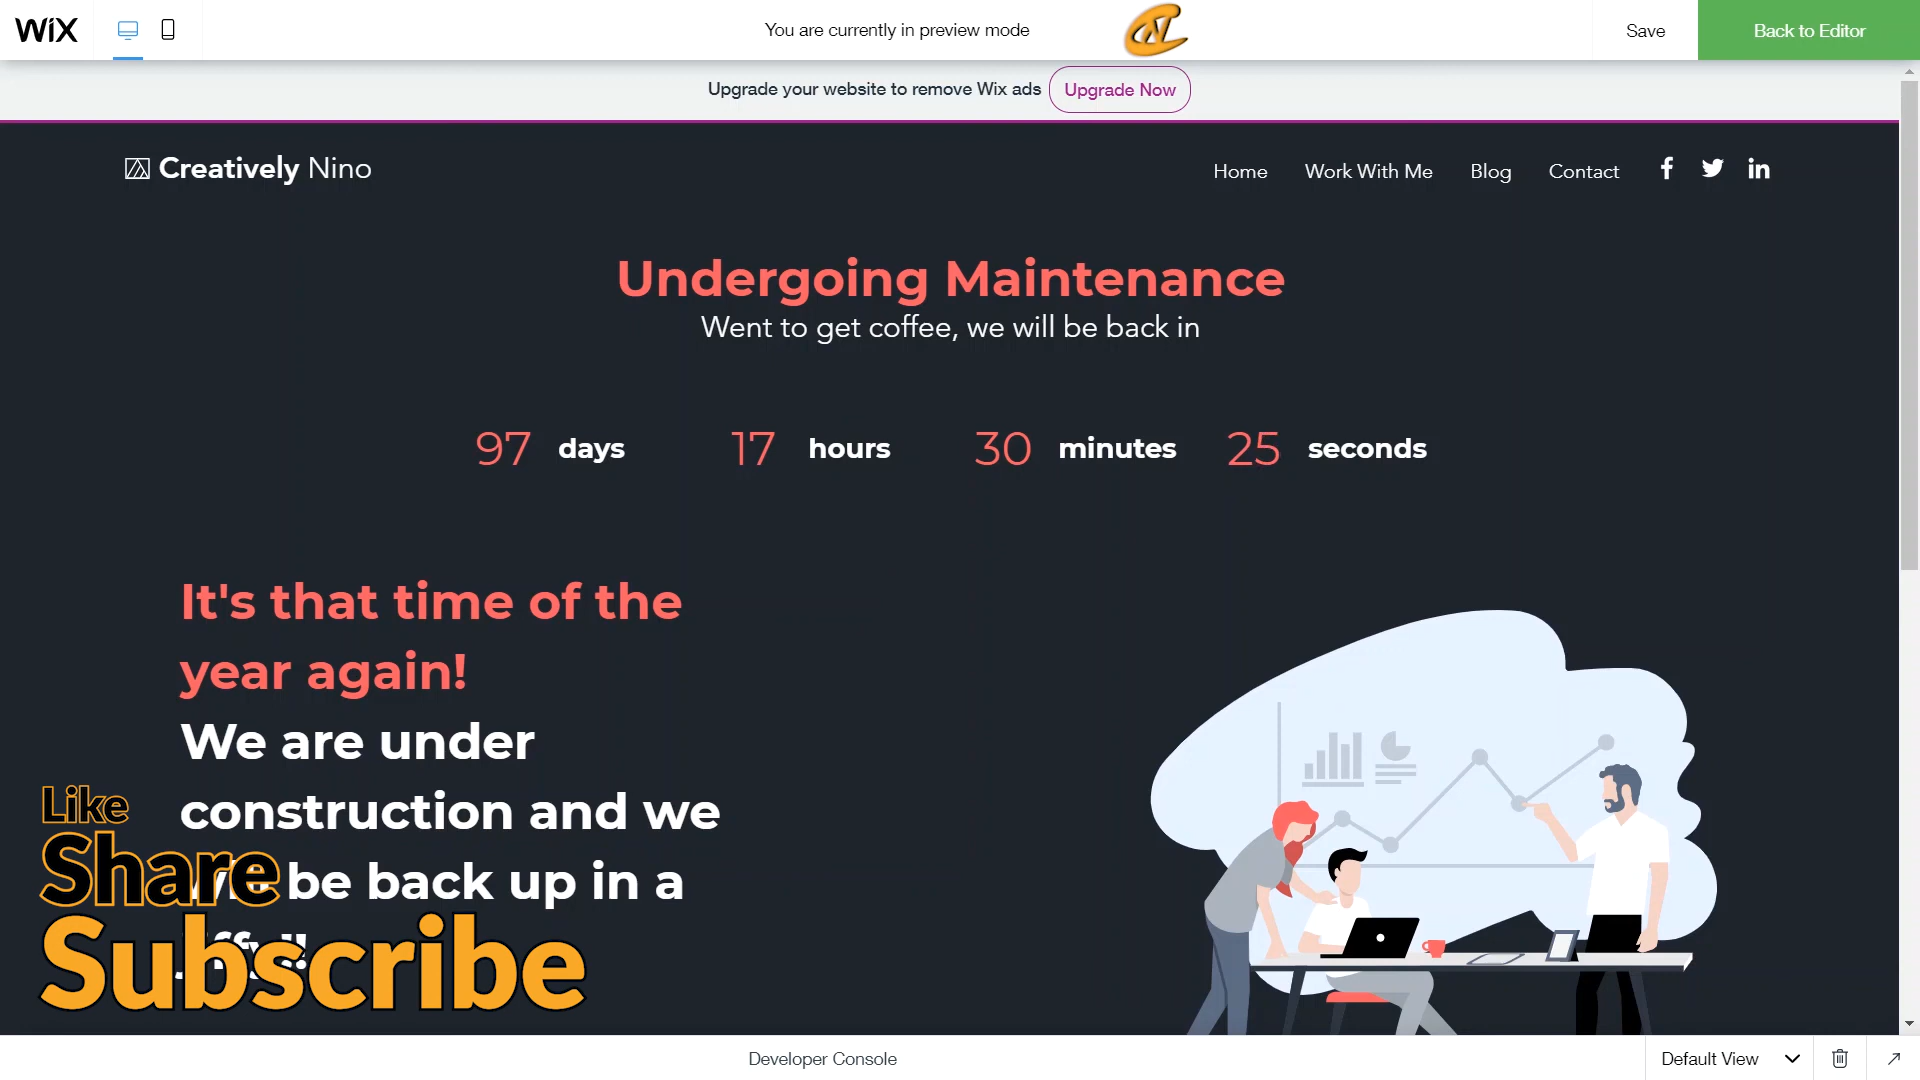 WiX
You are currently in preview mode
Save
Back to Editor
Upgrade your website to remove Wix ads
Upgrade Now
Creatively Nino
Home
Work With Me
Blog
Contact
Undergoing Maintenance
Went to get coffee, we will be back in
97 days
17 hours
30 minutes
25 seconds
It's that time of the
year again!
We are under
construction and we
be back up in a
Like
Share
Subscribe
Developer Console
Default View